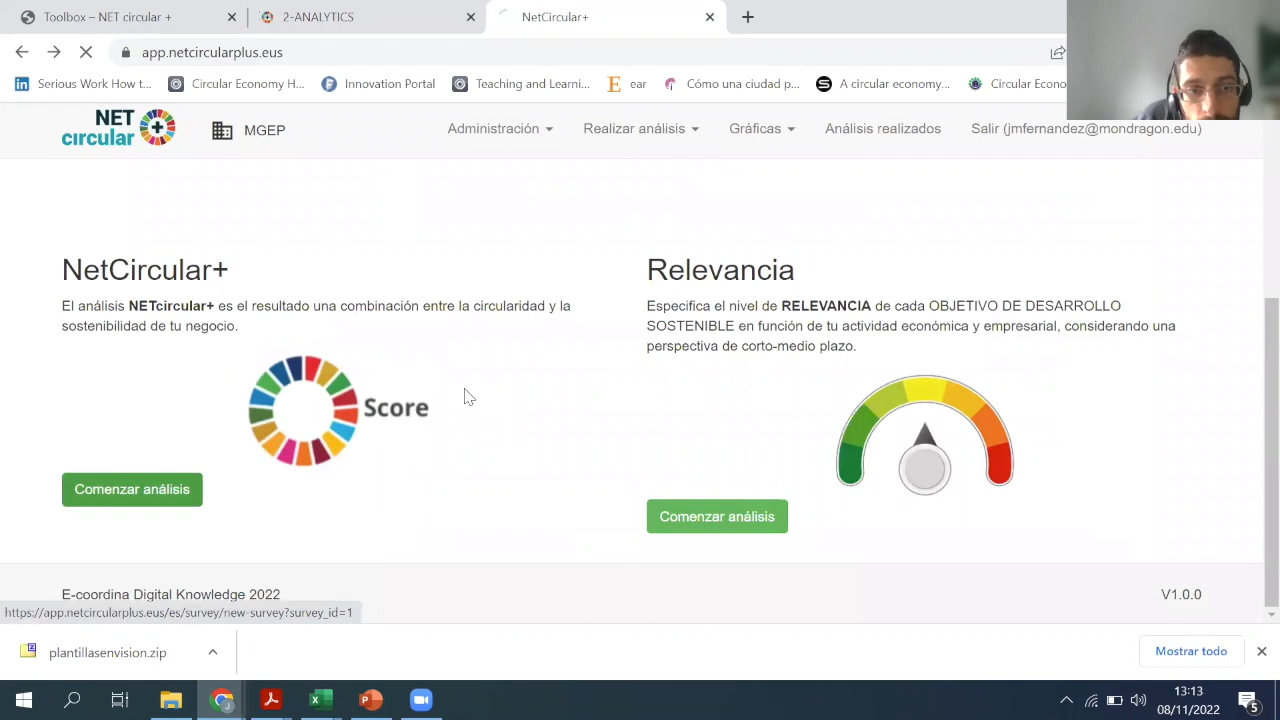 Toolbox – NET circular +
2-ANALYTICS
NetCircular+
app.netcircularplus.eus
Serious Work How t...
Circular Economy H...
Innovation Portal
Teaching and Learni...
ear
Cómo una ciudad p...
A circular economy...
Circular Econo
NET
circular
MGEP
Administración
Realizar análisis
Gráficas
Análisis realizados
Salir (jmfernandez@mondragon.edu)
NetCircular+
El análisis NETcircular+ es el resultado una combinación entre la circularidad y la
sostenibilidad de tu negocio.
Score
Comenzar análisis
Relevancia
Especifica el nivel de RELEVANCIA de cada OBJETIVO DE DESARROLLO
SOSTENIBLE en función de tu actividad económica y empresarial, considerando una
perspectiva de corto-medio plazo.
Comenzar análisis
E-coordina Digital Knowledge 2022
V1.0.0
https://app.netcircularplus.eus/es/survey/new-survey?survey_id=1
plantillasenvision.zip
Mostrar todo
13:13
08/11/2022
5